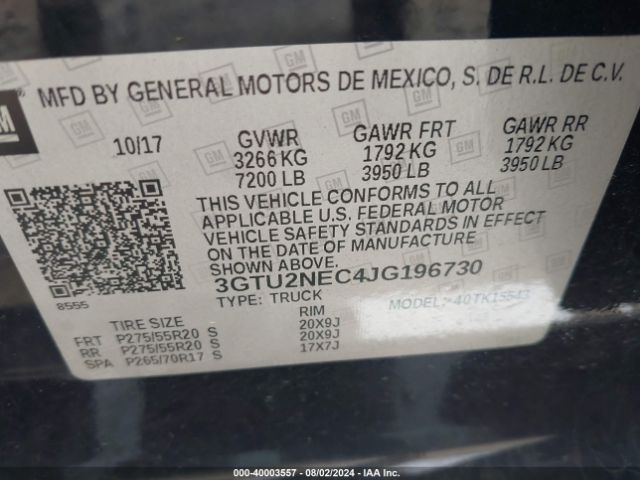 GM ® MFD BY GENERAL MOTORS DE MEXICO, S. DE R.L. DE C.V.
10/17 GVWR GAWR FRT GAWR RR
3266 KG 1792 KG 1792 KG
7200 LB 3950 LB 3950 LB
THIS VEHICLE CONFORMS TO ALL
APPLICABLE U.S. FEDERAL MOTOR
VEHICLE SAFETY STANDARDS IN EFFECT
ON THE DATE OF MANUFACTURE
SHOWN ABOVE.
8555
3GTU2NEC4JG196730
TYPE: TRUCK MODEL: *40TK15543
TIRE SIZE RIM
FRT P275/55R20 S 20X9J
RR P275/55R20 S 20X9J
SPA P265/70R17 S 17X7J
000-40003557 - 08/02/2024 - IAA Inc.